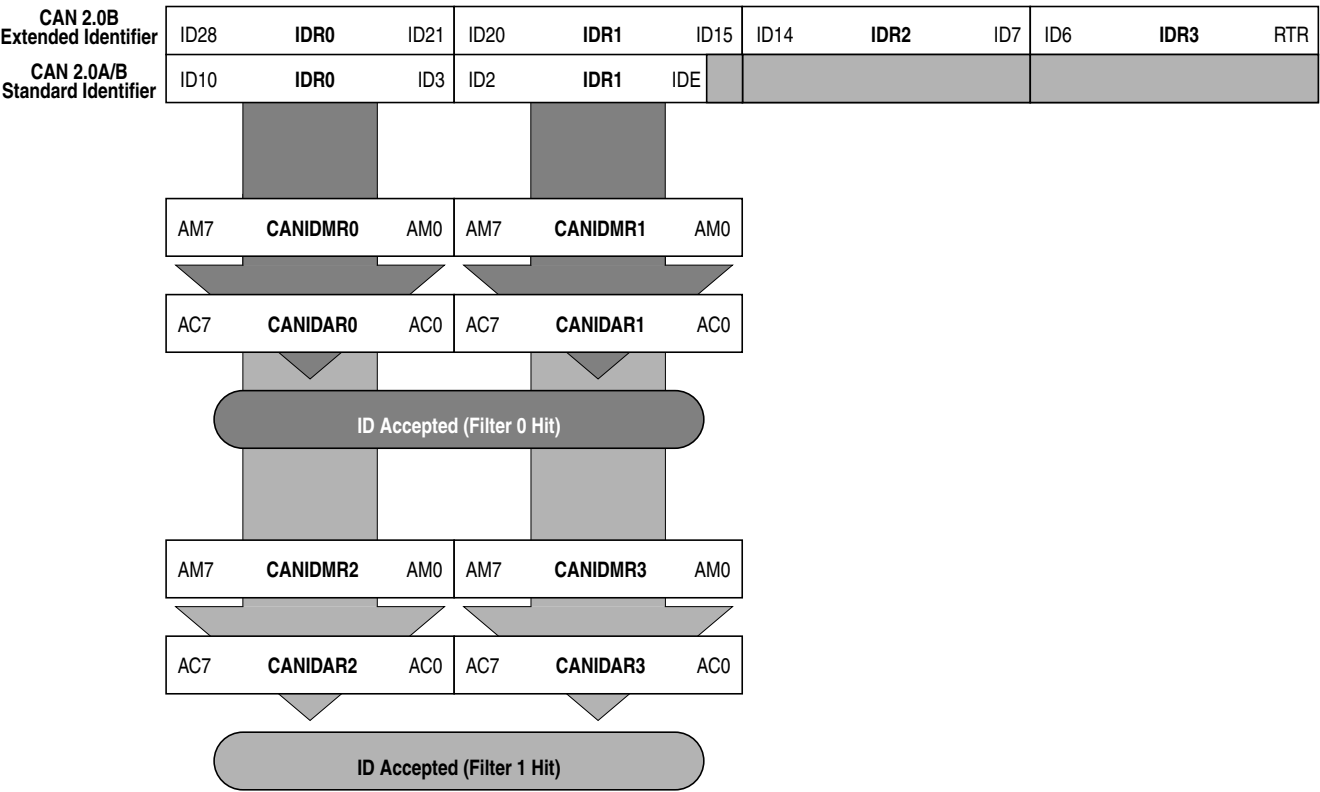 CAN 2.0B
Extended Identifier ID28 IDR0 ID21 ID20 IDR1 ID15 ID14 IDR2 ID7 ID6 IDR3 RTR
CAN 2.0A/B
Standard Identifier ID10 IDR0 ID3 ID2 IDR1 IDE
AM7 CANIDMR0 AM0 AM7 CANIDMR1 AM0
AC7 CANIDAR0 AC0 AC7 CANIDAR1 AC0
ID Accepted (Filter 0 Hit)
AM7 CANIDMR2 AM0 AM7 CANIDMR3 AM0
AC7 CANIDAR2 AC0 AC7 CANIDAR3 AC0
ID Accepted (Filter 1 Hit)